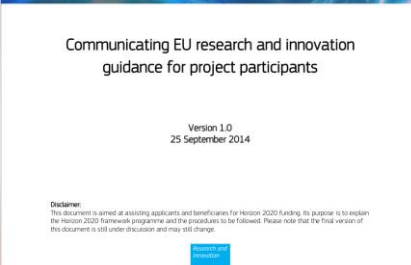 Communicating EU research and innovation
guidance for project participants
Version 1.0
25 September 2014
Disclaimer:
This document is aimed at assisting applicants and beneficiaries for Horizon 2020 funding. Its purpose is to explain
the Horizon 2020 framework programme and the procedures to be followed. Please note that the final version of
this document is still under discussion and may still change.
Research and
Innovation